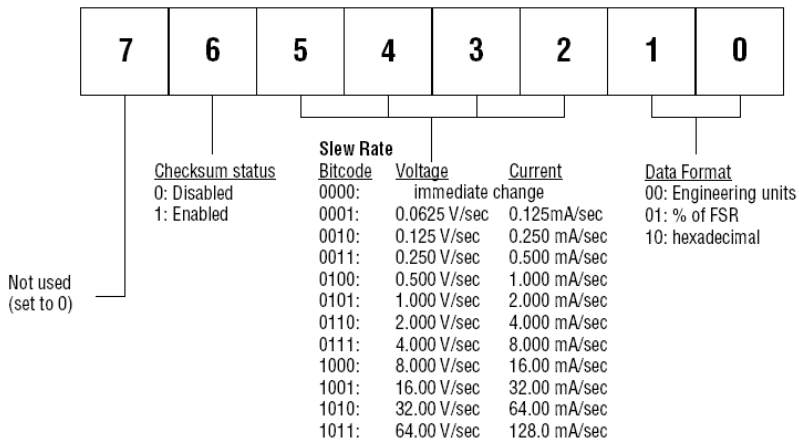 7 6 5 4 3 2 1 0
Checksum status
0: Disabled
1: Enabled
Not used
(set to 0)
Slew Rate
Bitcode Voltage Current
0000: immediate change
0001: 0.0625 V/sec 0.125mA/sec
0010: 0.125 V/sec 0.250 mA/sec
0011: 0.250 V/sec 0.500 mA/sec
0100: 0.500 V/sec 1.000 mA/sec
0101: 1.000 V/sec 2.000 mA/sec
0110: 2.000 V/sec 4.000 mA/sec
0111: 4.000 V/sec 8.000 mA/sec
1000: 8.000 V/sec 16.00 mA/sec
1001: 16.00 V/sec 32.00 mA/sec
1010: 32.00 V/sec 64.00 mA/sec
1011: 64.00 V/sec 128.0 mA/sec
Data Format
00: Engineering units
01: % of FSR
10: hexadecimal